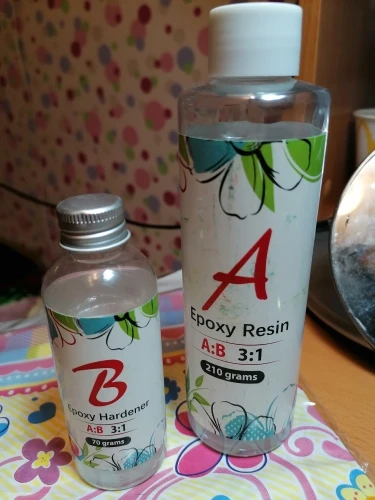 A
Epoxy Resin
A:B 3:1
210 grams
B
Epoxy Hardener
A:B 3:1
70 grams